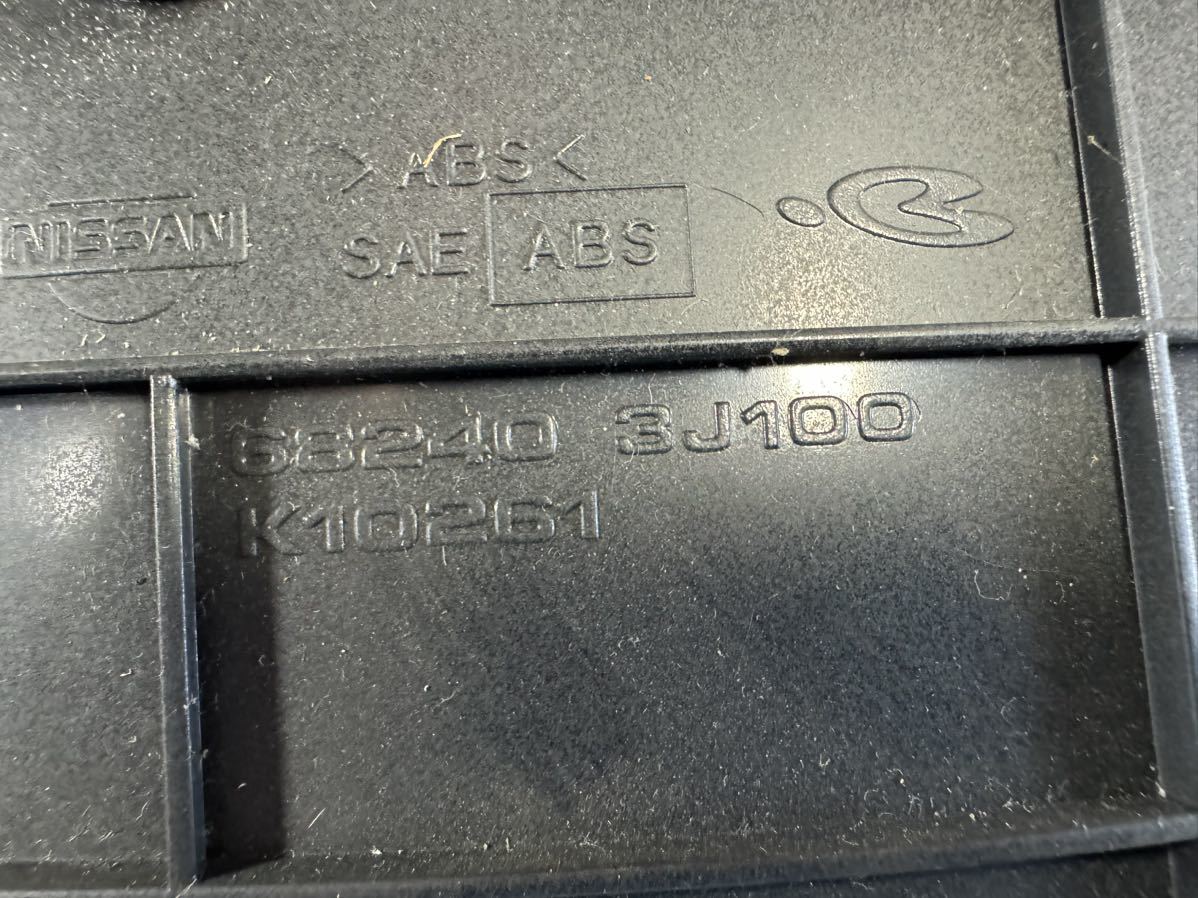 >ABS<
NISSAN
SAE ABS
68240 3J100
K10261